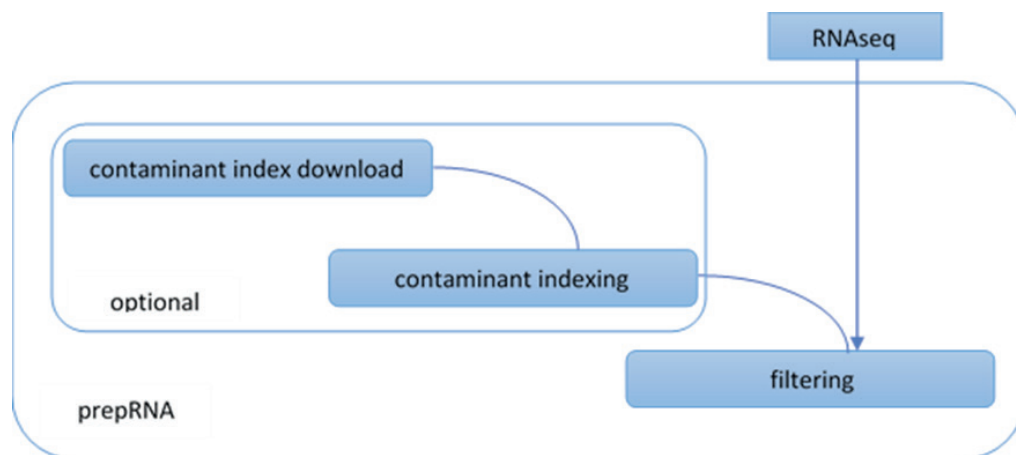 RNAseq
contaminant index download
contaminant indexing
optional
filtering
prepRNA